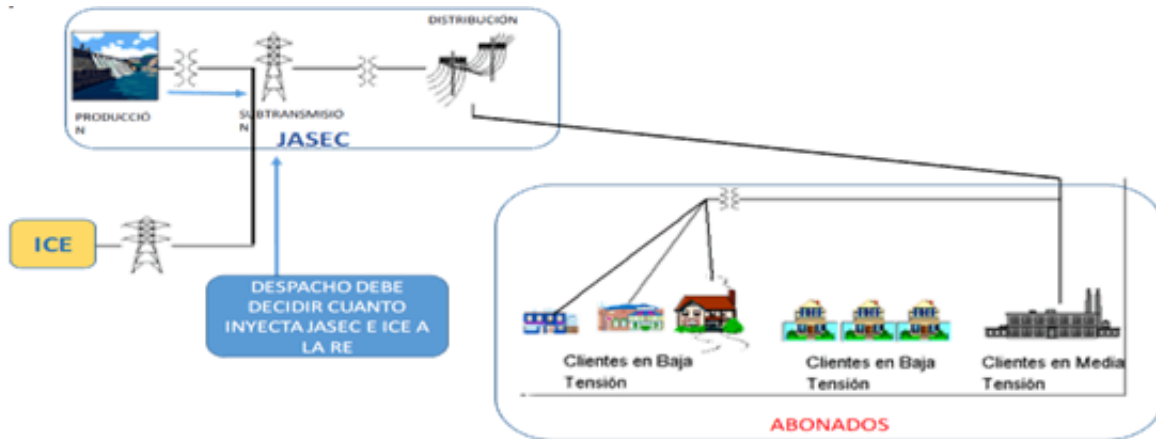 DISTRIBUCIÓN
PRODUCCIÓ
N
SUBTRANSMISIÓ
N
JASEC
ICE
DESPACHO DEBE
DECIDIR CUANTO
INYECTA JASEC E ICE A
LA RE
Clientes en Baja
Tensión
Clientes en Baja
Tensión
Clientes en Media
Tensión
ABONADOS